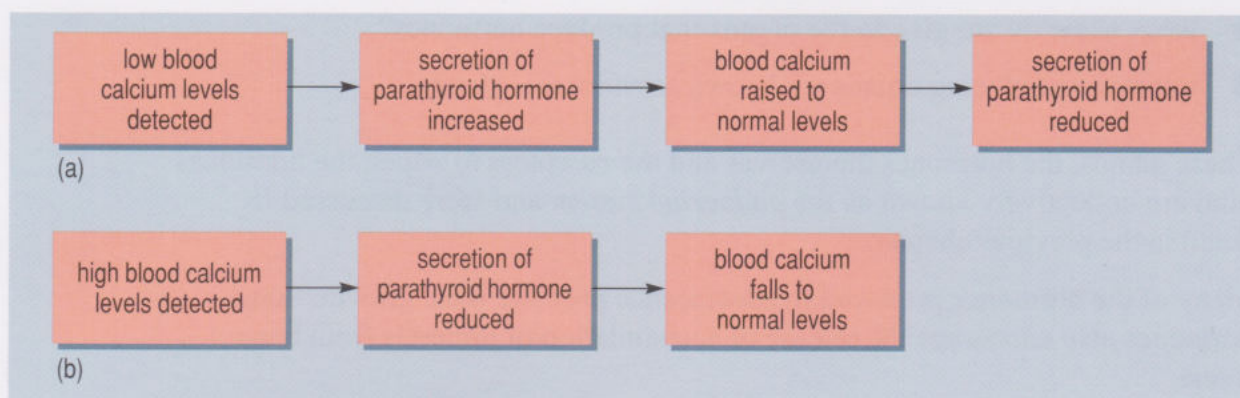 low blood
calcium levels
detected
secretion of
parathyroid hormone
increased
blood calcium
raised to
normal levels
secretion of
parathyroid hormone
reduced
(a)
high blood calcium
levels detected
secretion of
parathyroid hormone
reduced
blood calcium
falls to
normal levels
(b)